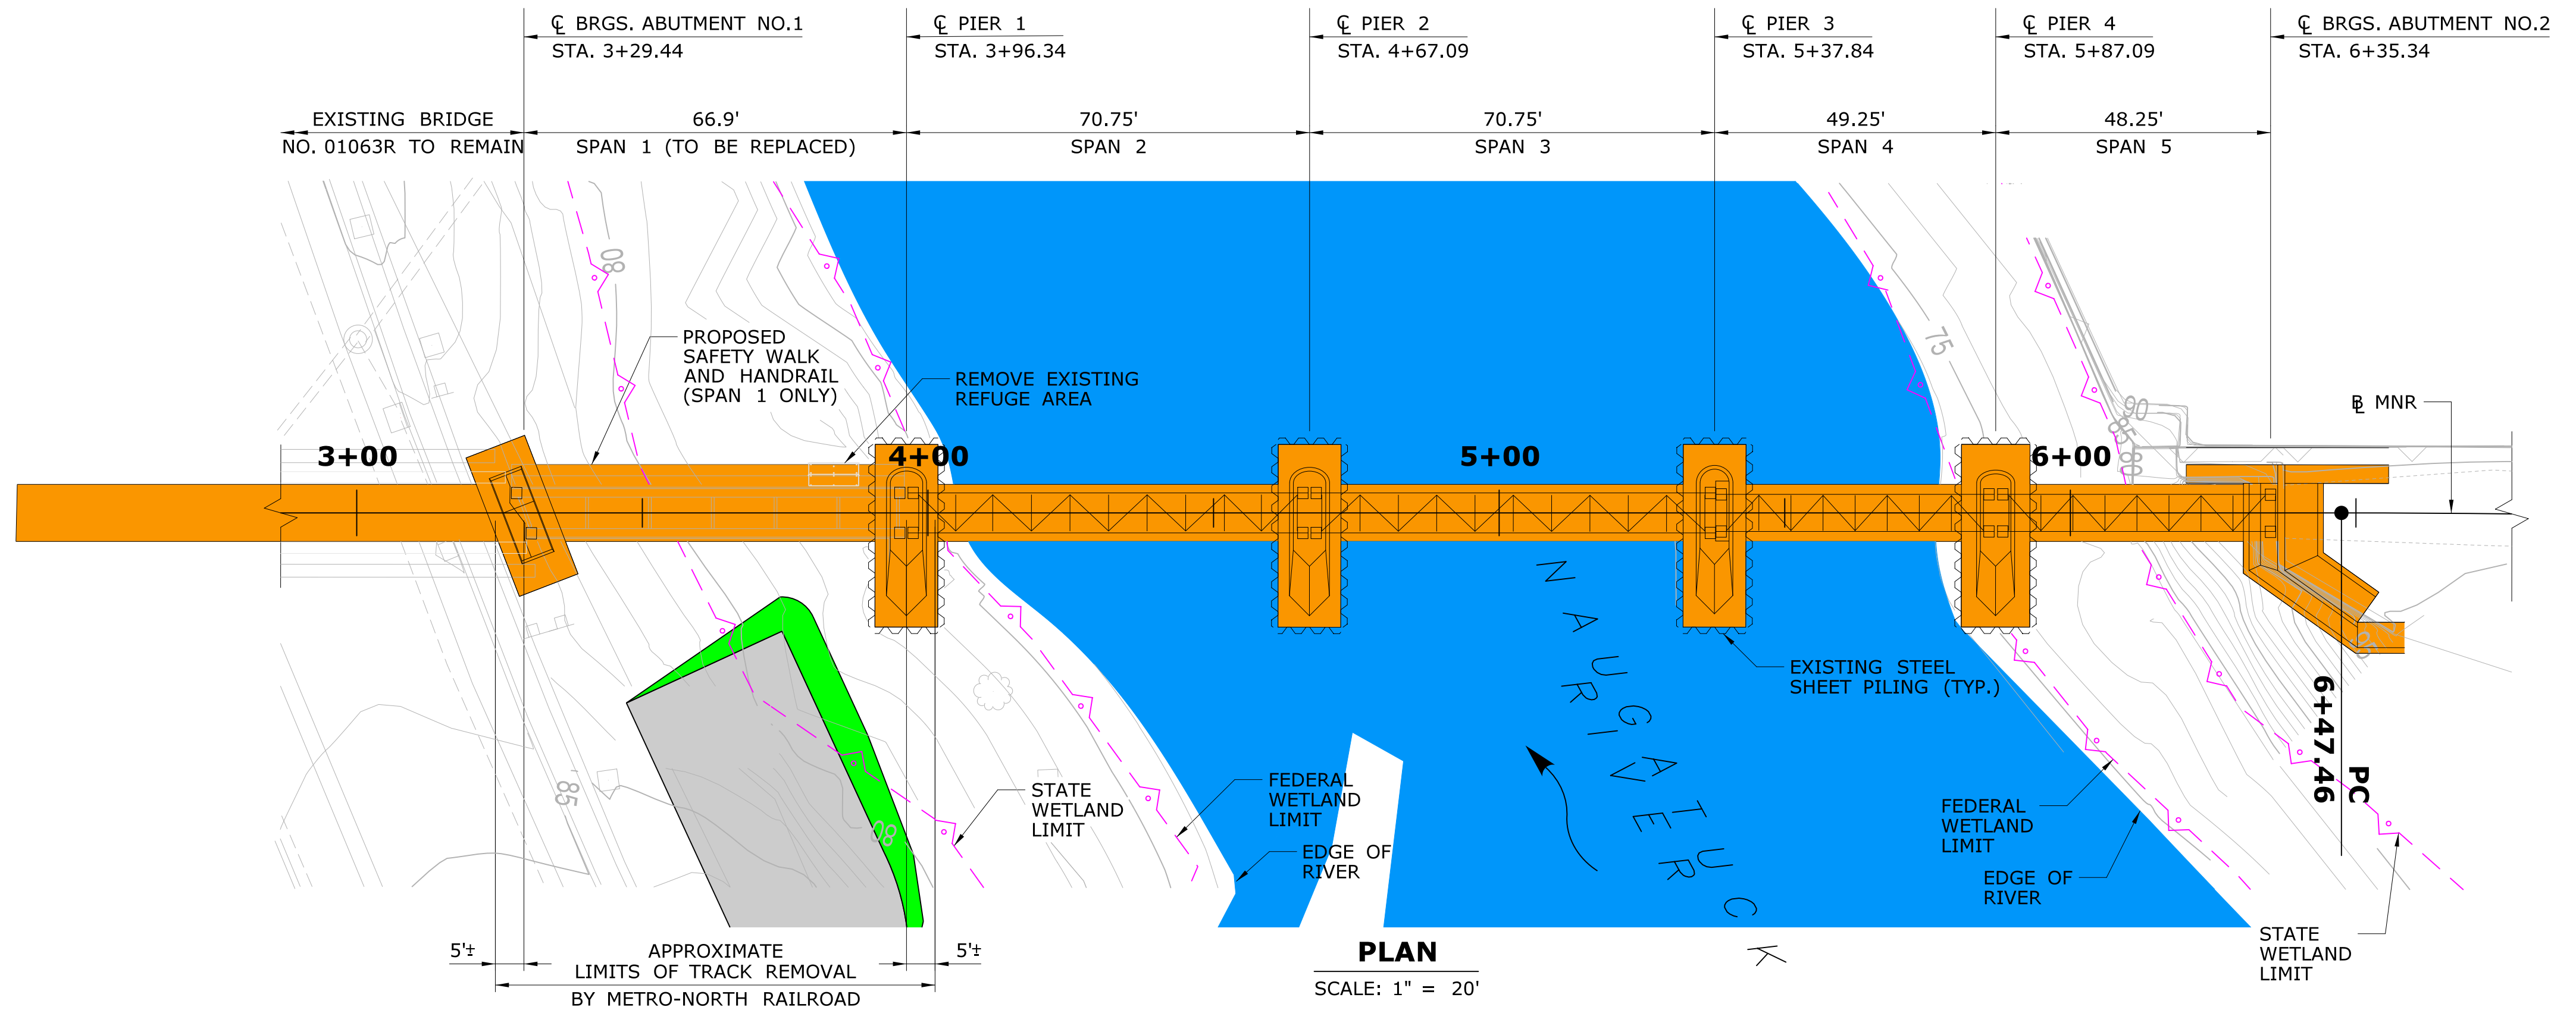 ℄ BRGS. ABUTMENT NO.1
STA. 3+29.44
℄ PIER 1
STA. 3+96.34
℄ PIER 2
STA. 4+67.09
℄ PIER 3
STA. 5+37.84
℄ PIER 4
STA. 5+87.09
℄ BRGS. ABUTMENT NO.2
STA. 6+35.34
EXISTING BRIDGE
NO. 01063R TO REMAIN
66.9'
SPAN 1 (TO BE REPLACED)
70.75'
SPAN 2
70.75'
SPAN 3
49.25'
SPAN 4
48.25'
SPAN 5
80
75
PROPOSED
SAFETY WALK
AND HANDRAIL
(SPAN 1 ONLY)
REMOVE EXISTING
REFUGE AREA
90
85
80
BL MNR
3+00
4+00
5+00
6+00
NAUGATUCK
RIVER
EXISTING STEEL
SHEET PILING (TYP.)
85
6+47.46
PC
85
80
STATE
WETLAND
LIMIT
FEDERAL
WETLAND
LIMIT
EDGE OF
RIVER
FEDERAL
WETLAND
LIMIT
EDGE OF
RIVER
STATE
WETLAND
LIMIT
5'±
APPROXIMATE
LIMITS OF TRACK REMOVAL
BY METRO-NORTH RAILROAD
5'±
PLAN
SCALE: 1" = 20'